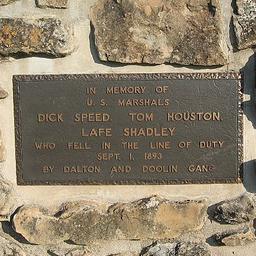 IN MEMORY OF
U. S. MARSHALS
DICK SPEED TOM HOUSTON
LAFE SHADLEY
WHO FELL IN THE LINE OF DUTY
SEPT. 1, 1893
BY DALTON AND DOOLIN GANG